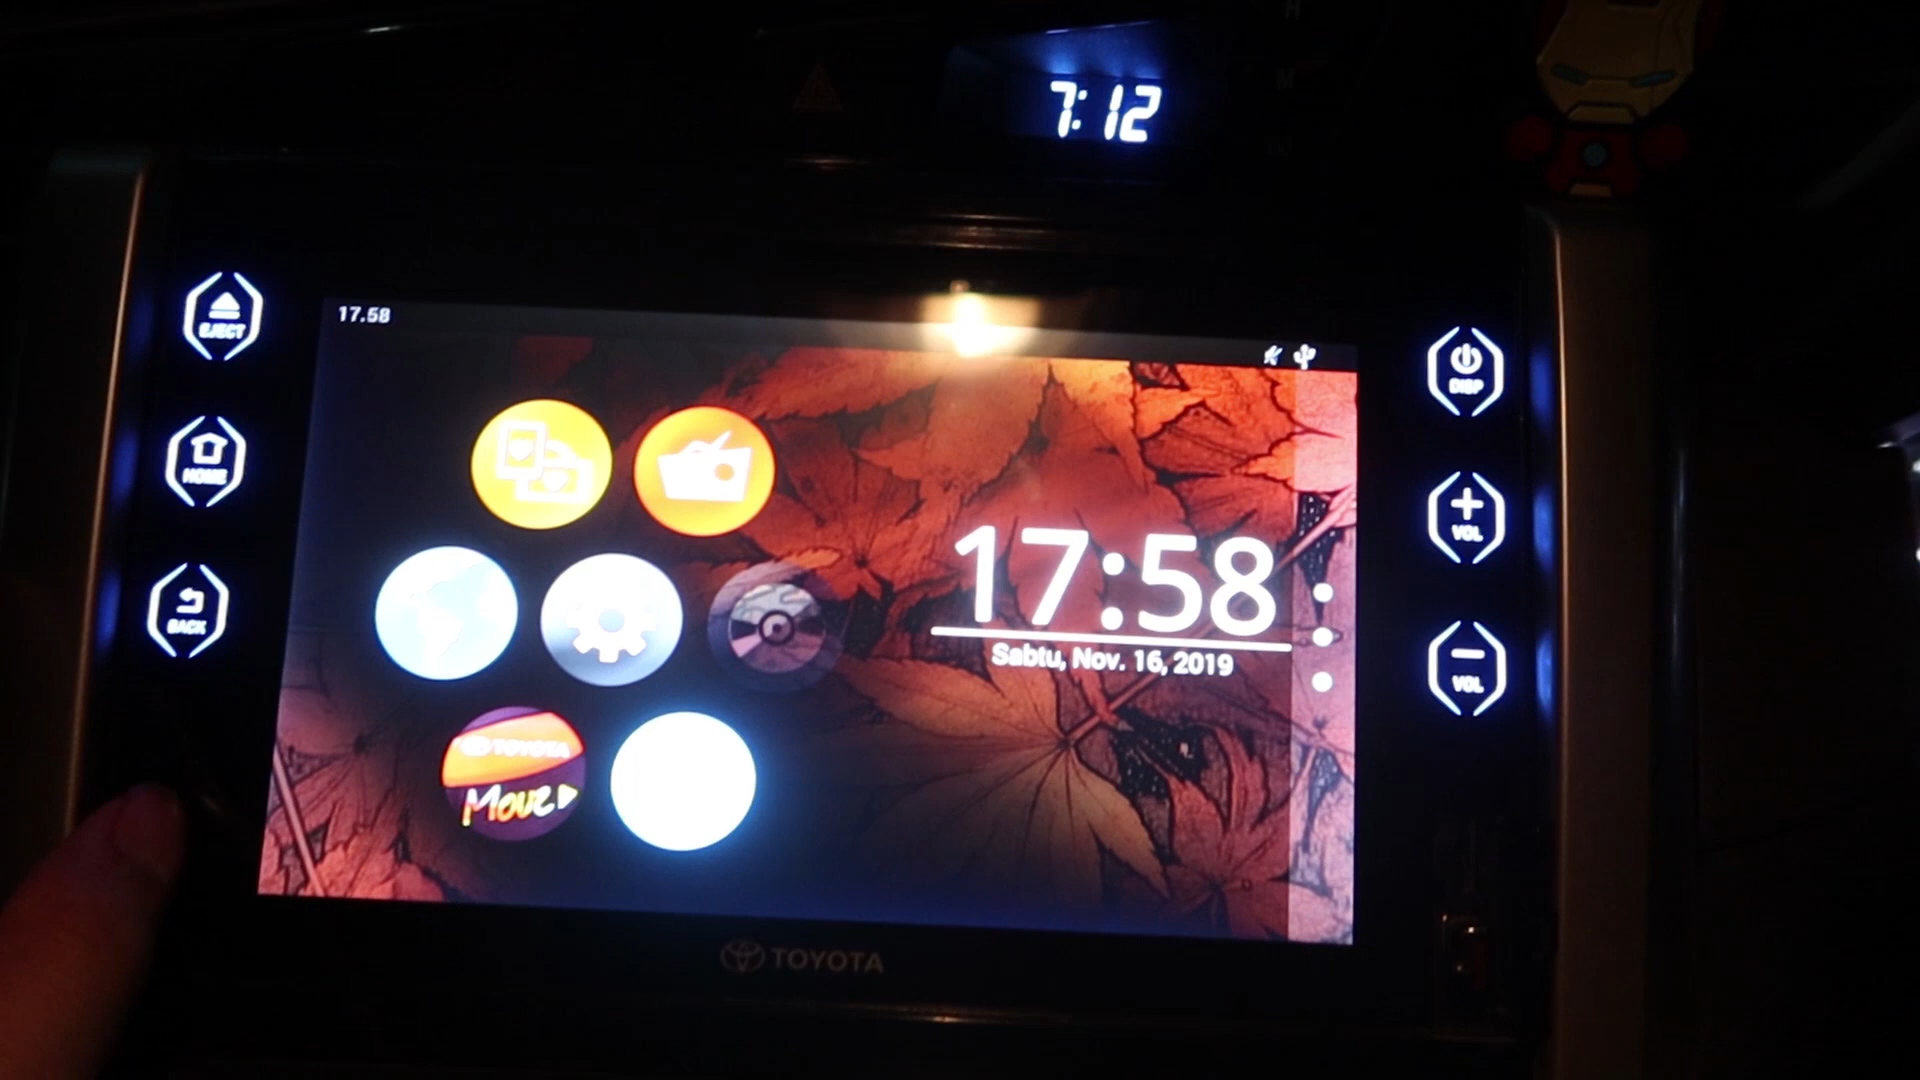 7:12
17.58
EJECT
HOME
BACK
DISP
+
VOL
−
VOL
17:58
Sabtu, Nov. 16, 2019
TOYOTA
Move
TOYOTA